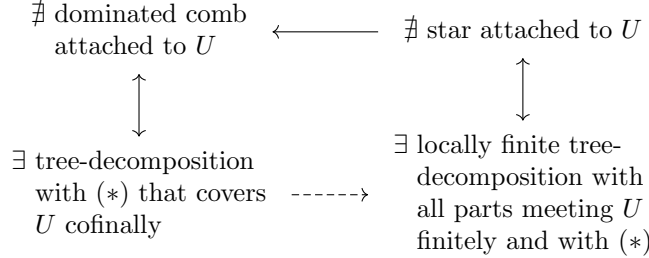 ∄ dominated comb
attached to U
∄ star attached to U
∃ tree-decomposition
with (∗) that covers
U cofinally
∃ locally finite tree-
decomposition with
all parts meeting U
finitely and with (∗)